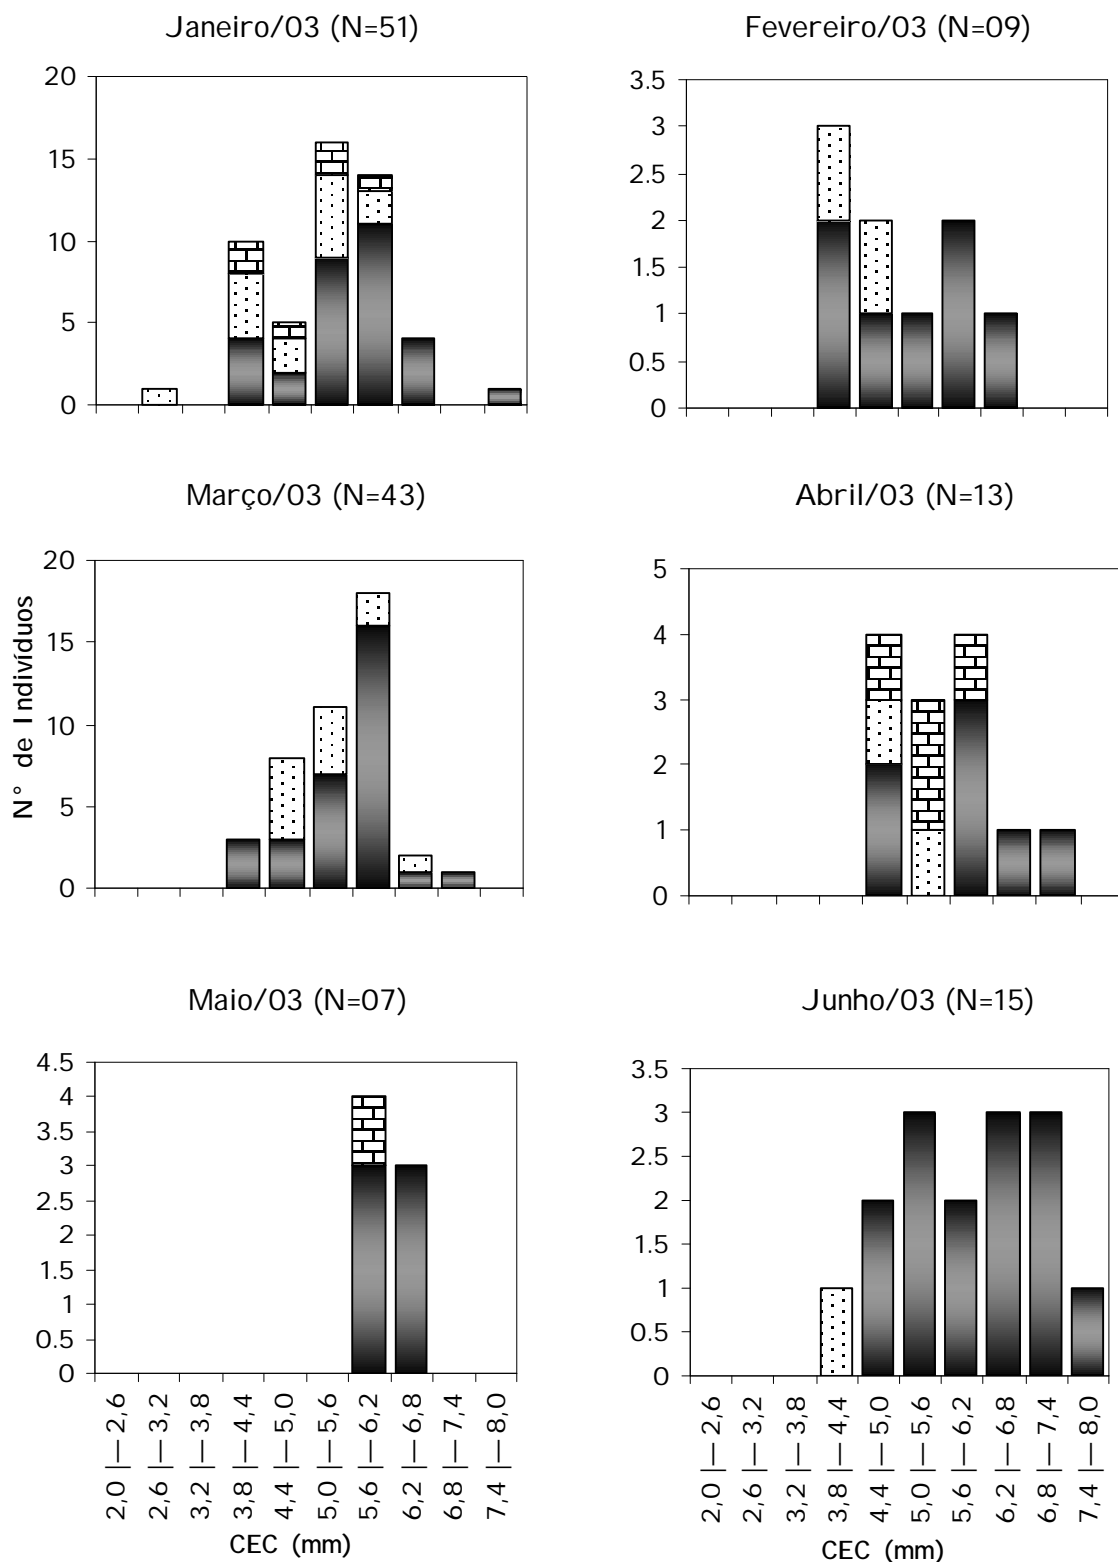 Janeiro/03 (N=51)
20
15
10
5
0
Fevereiro/03 (N=09)
3.5
3
2.5
2
1.5
1
0.5
0
Março/03 (N=43)
N° de Indivíduos
20
15
10
5
0
Abril/03 (N=13)
5
4
3
2
1
0
Maio/03 (N=07)
4.5
4
3.5
3
2.5
2
1.5
1
0.5
0
2,0 |— 2,6
2,6 |— 3,2
3,2 |— 3,8
3,8 |— 4,4
4,4 |— 5,0
5,0 |— 5,6
5,6 |— 6,2
6,2 |— 6,8
6,8 |— 7,4
7,4 |— 8,0
CEC (mm)
Junho/03 (N=15)
3.5
3
2.5
2
1.5
1
0.5
0
2,0 |— 2,6
2,6 |— 3,2
3,2 |— 3,8
3,8 |— 4,4
4,4 |— 5,0
5,0 |— 5,6
5,6 |— 6,2
6,2 |— 6,8
6,8 |— 7,4
7,4 |— 8,0
CEC (mm)